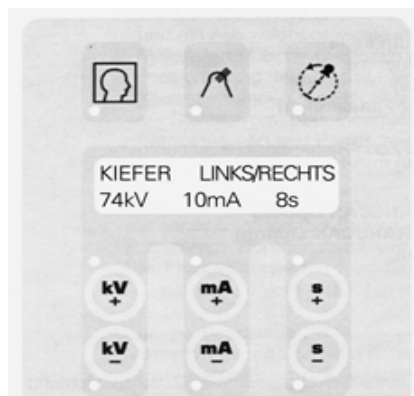 KIEFER LINKS/RECHTS
74kV 10mA 8s
kV mA s
+ + +
kV mA s
− − −